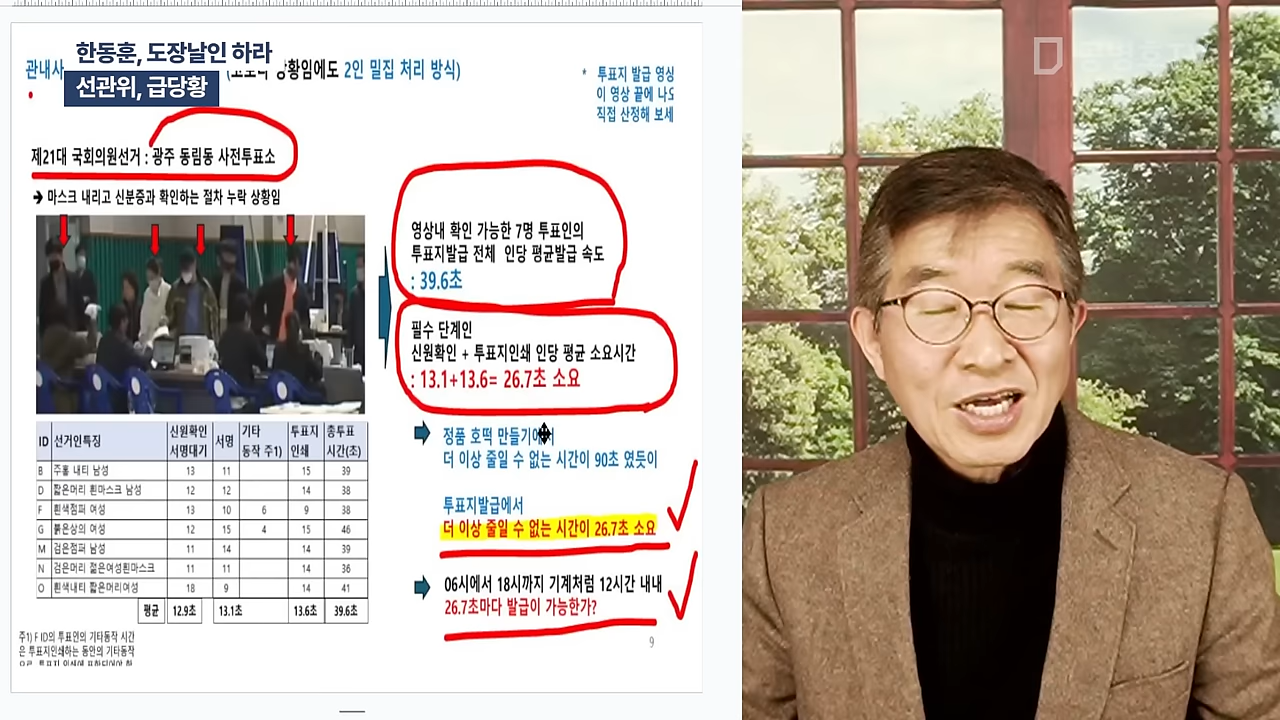 한동훈, 도장날인 하라
선관위, 급당황
관내사
황임에도 2인 밀집 처리 방식)
* 투표지 발급 영상
이 영상 끝에 나오
직접 산정해 보세
제21대 국회의원선거 : 광주 동림동 사전투표소
→ 마스크 내리고 신분증과 확인하는 절차 누락 상황임
영상내 확인 가능한 7명 투표인의
투표지발급 전체 인당 평균발급 속도
: 39.6초
필수 단계인
신원확인 + 투표지인쇄 인당 평균 소요시간
: 13.1+13.6= 26.7초 소요
정품 호떡 만들기에
더 이상 줄일 수 없는 시간이 90초 였듯이
투표지발급에서
더 이상 줄일 수 없는 시간이 26.7초 소요
06시에서 18시까지 기계처럼 12시간 내내
26.7초마다 발급이 가능한가?
ID 선거인특징 신원확인 서명대기 서명 기타 동작 주1) 투표지 인쇄 총투표 시간(초)
B 주홀 내티 남성 13 11 15 39
D 짧은머리 흰마스크 남성 12 12 14 38
F 흰색점퍼 여성 13 10 6 9 38
G 붉은상의 여성 12 15 4 15 46
M 검은점퍼 남성 11 14 14 39
N 검은머리 젊은여성흰마스크 11 11 14 36
O 흰색내티 짧은머리여성 18 9 14 41
평균 12.9초 13.1초 13.6초 39.6초
주1) F ID의 투표인의 기타동작 시간
은 투표지인쇄하는 동안의 기타동작
9